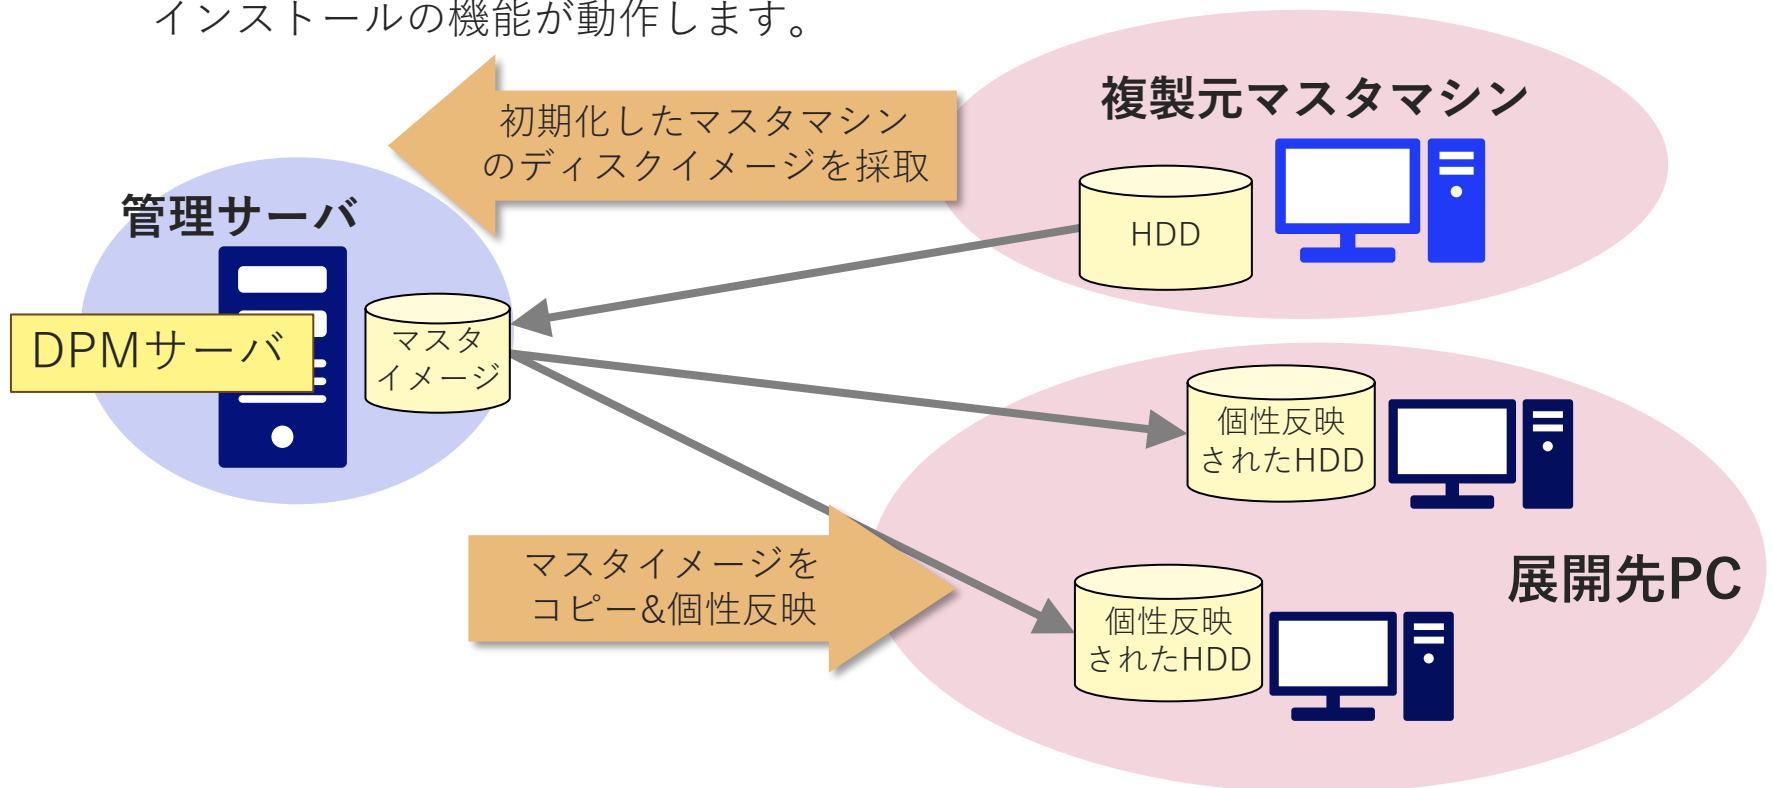 インストールの機能が動作します。
初期化したマスタマシン
のディスクイメージを採取
複製元マスタマシン
HDD
管理サーバ
DPMサーバ
マスタ
イメージ
個性反映
されたHDD
マスタイメージを
コピー&個性反映
展開先PC
個性反映
されたHDD